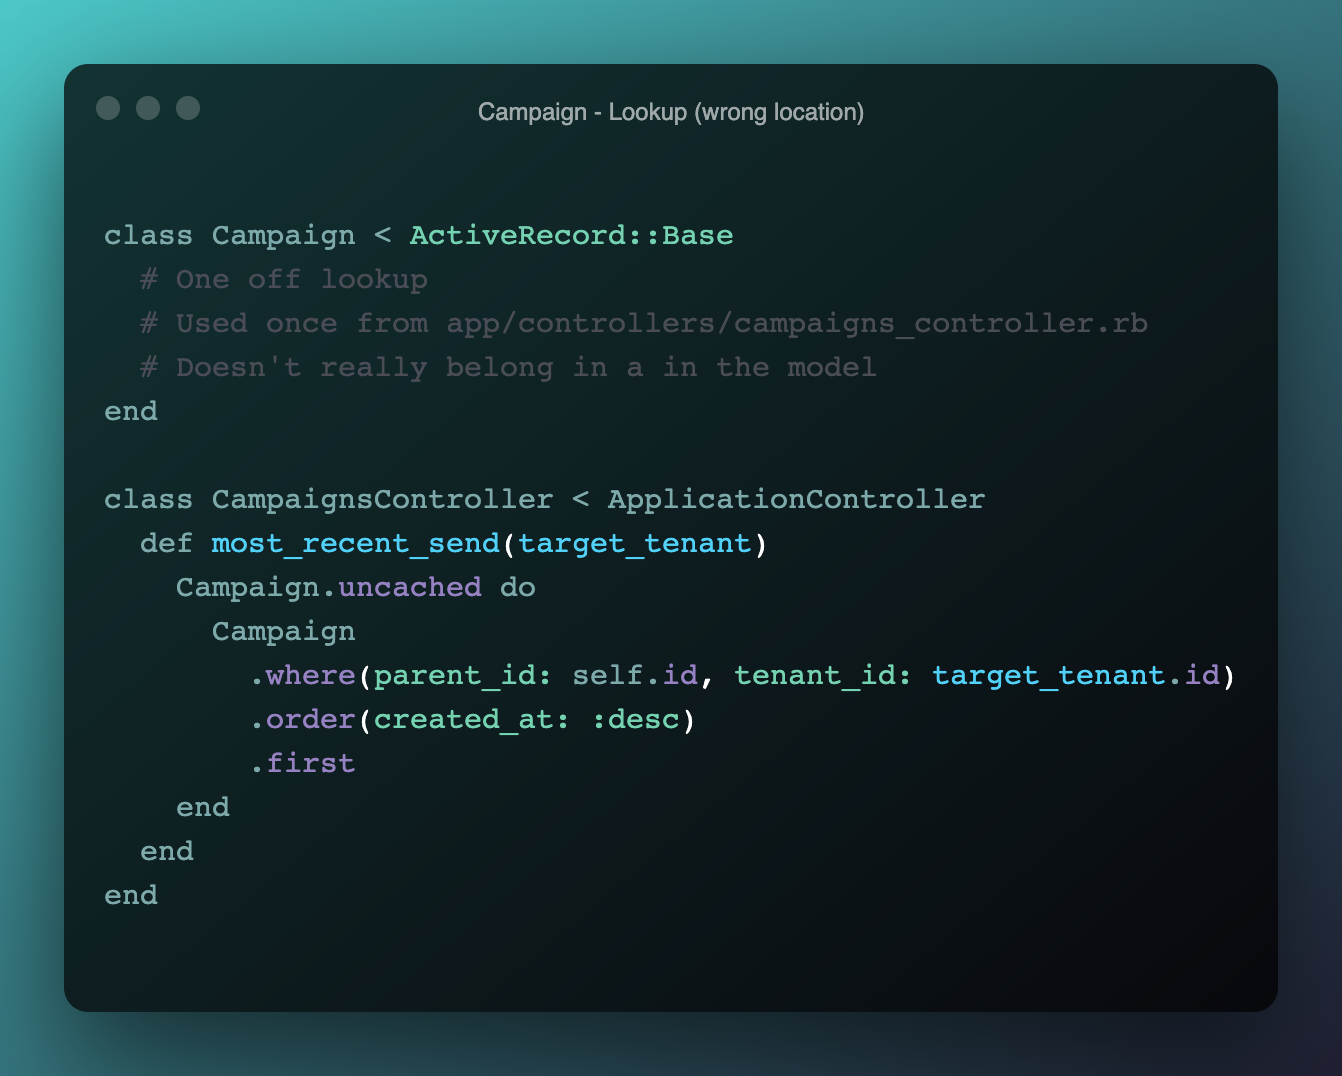 Campaign - Lookup (wrong location)
class Campaign < ActiveRecord::Base
  # One off lookup
  # Used once from app/controllers/campaigns_controller.rb
  # Doesn't really belong in a in the model
end

class CampaignsController < ApplicationController
  def most_recent_send(target_tenant)
    Campaign.uncached do
      Campaign
        .where(parent_id: self.id, tenant_id: target_tenant.id)
        .order(created_at: :desc)
        .first
    end
  end
end